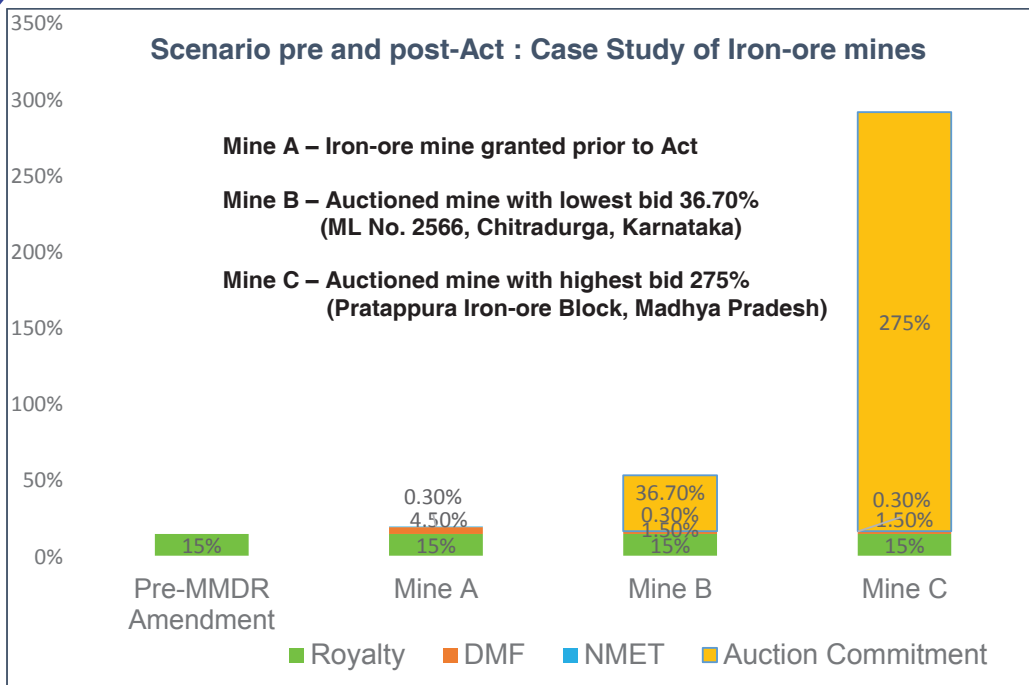 350%
Scenario pre and post-Act : Case Study of Iron-ore mines
300%
Mine A – Iron-ore mine granted prior to Act
250%
Mine B – Auctioned mine with lowest bid 36.70%
(ML No. 2566, Chitradurga, Karnataka)
200%
Mine C – Auctioned mine with highest bid 275%
(Pratappura Iron-ore Block, Madhya Pradesh)
150%
275%
100%
50%
0.30%
4.50%
36.70%
0.30%
1.50%
0.30%
1.50%
0%
15%
15%
15%
15%
Pre-MMDR
Amendment
Mine A
Mine B
Mine C
Royalty DMF NMET Auction Commitment